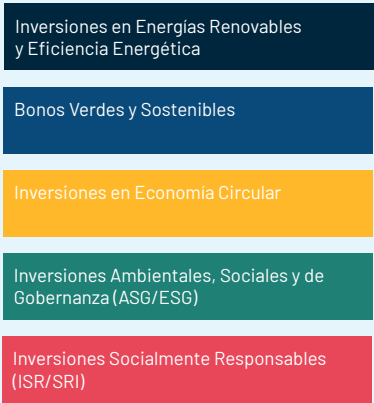 Inversiones en Energías Renovables
y Eficiencia Energética
Bonos Verdes y Sostenibles
Inversiones en Economía Circular
Inversiones Ambientales, Sociales y de
Gobernanza (ASG/ESG)
Inversiones Socialmente Responsables
(ISR/SRI)